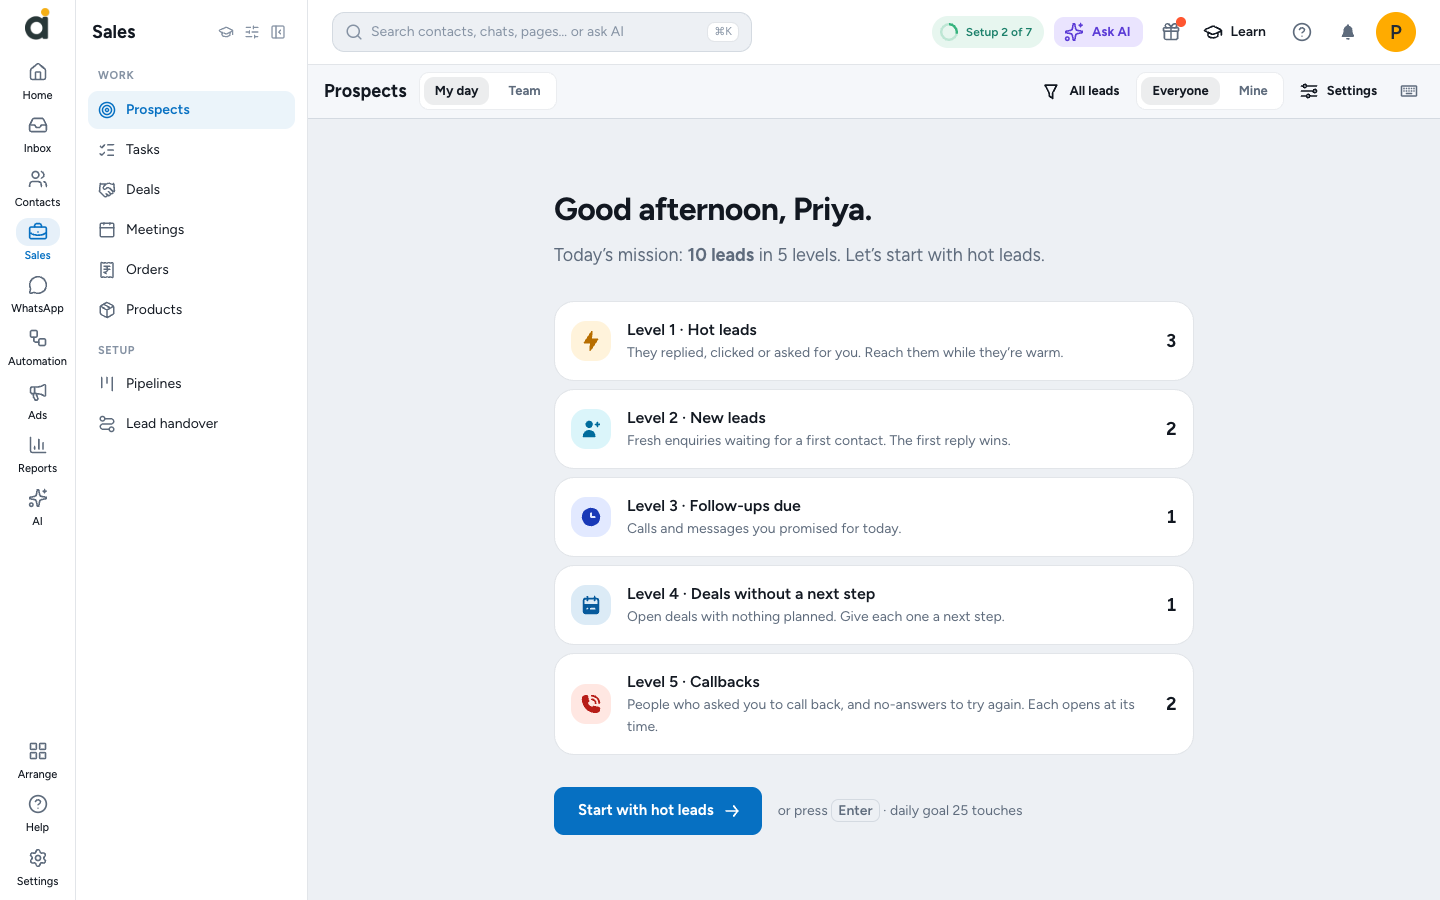 Sales
Search contacts, chats, pages... or ask AI
⌘K
Setup 2 of 7
Ask AI
Learn
P
Home
Inbox
Contacts
Sales
WhatsApp
Automation
Ads
Reports
AI
Arrange
Help
Settings
WORK
Prospects
Tasks
Deals
Meetings
Orders
Products
SETUP
Pipelines
Lead handover
Prospects
My day
Team
All leads
Everyone
Mine
Settings
Good afternoon, Priya.
Today’s mission: 10 leads in 5 levels. Let’s start with hot leads.
Level 1 · Hot leads
They replied, clicked or asked for you. Reach them while they’re warm.
3
Level 2 · New leads
Fresh enquiries waiting for a first contact. The first reply wins.
2
Level 3 · Follow-ups due
Calls and messages you promised for today.
1
Level 4 · Deals without a next step
Open deals with nothing planned. Give each one a next step.
1
Level 5 · Callbacks
People who asked you to call back, and no-answers to try again. Each opens at its
time.
2
Start with hot leads →
or press Enter · daily goal 25 touches